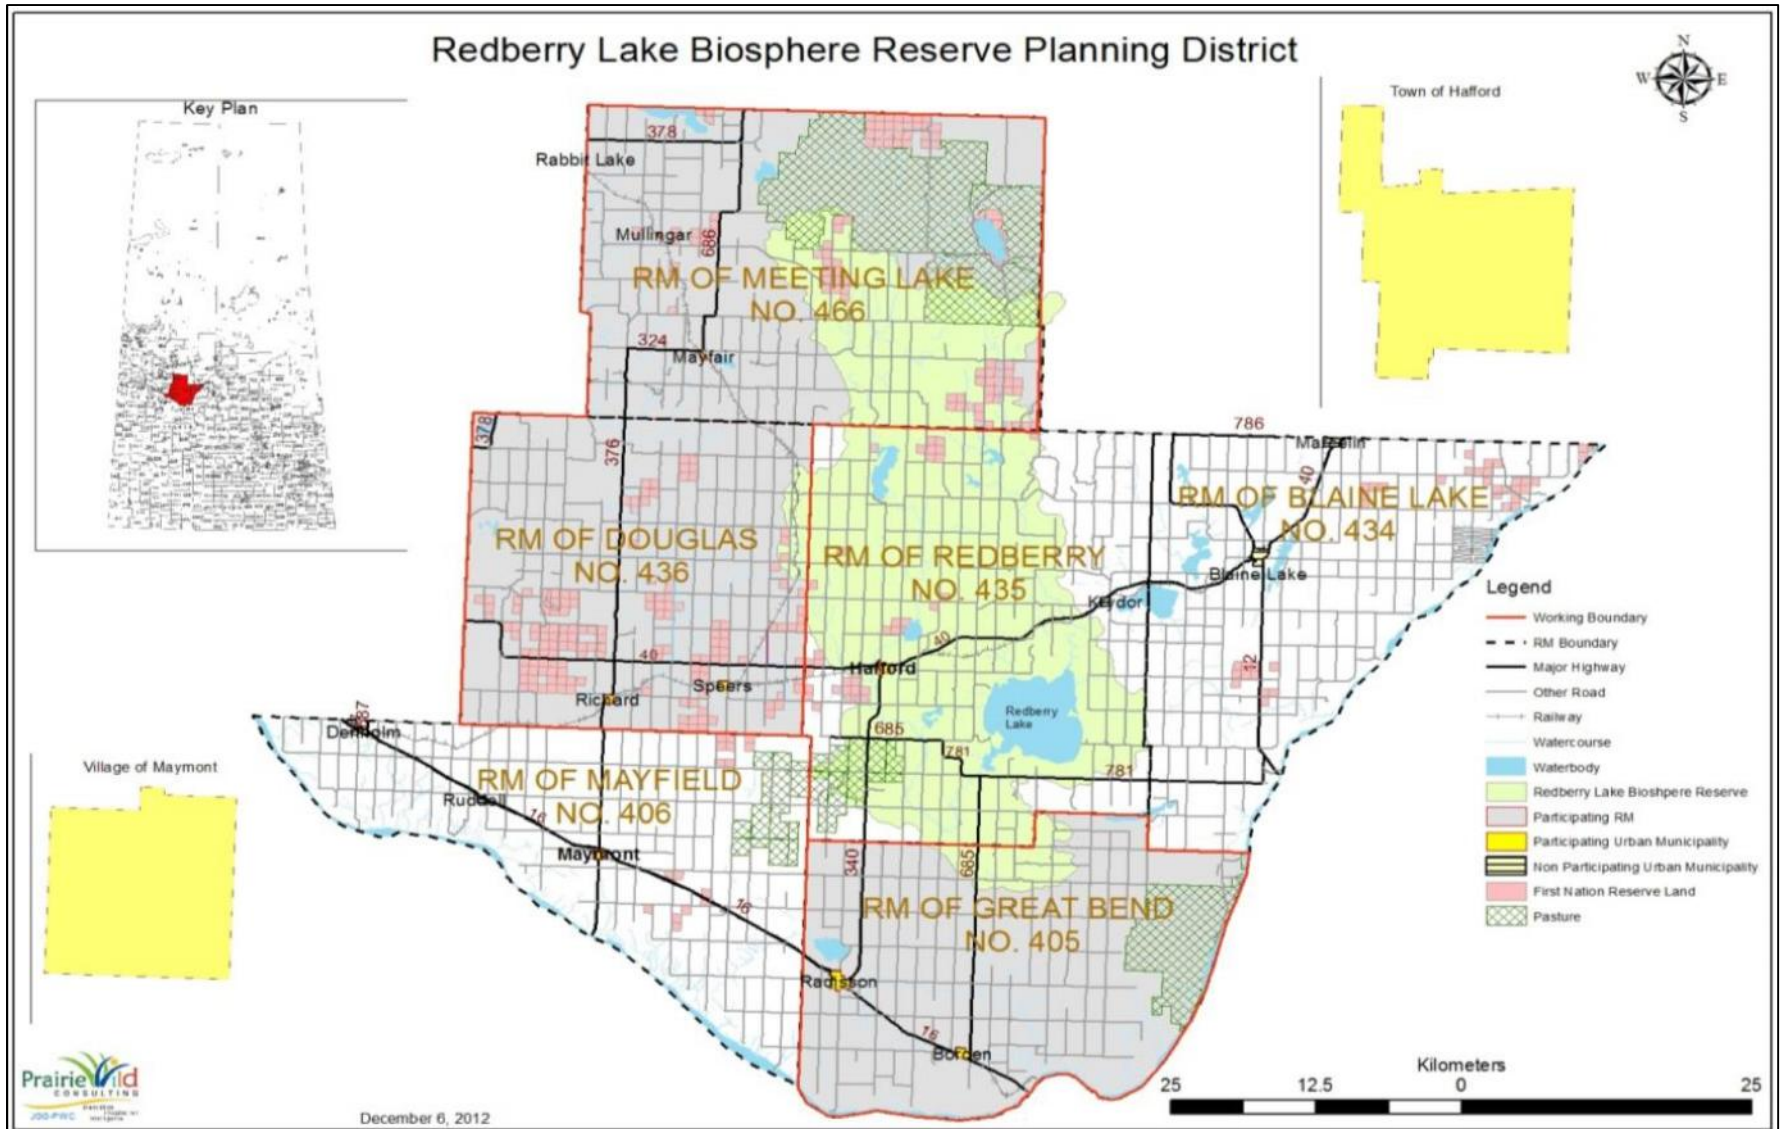 Redberry Lake Biosphere Reserve Planning District
N
W
E
S
Key Plan
Town of Hafford
378
Rabbit Lake
Mullingar
686
RM OF MEETING LAKE
NO. 466
324
Mayfair
378
376
786
40
RM OF BLAINE LAKE
NO. 434
RM OF DOUGLAS
NO. 436
RM OF REDBERRY
NO. 435
Blaine Lake
Krydor
40
40
Hafford
12
Richard
Speers
Redberry
Lake
Denholm
685
781
781
Village of Maymont
RM OF MAYFIELD
NO. 406
Ruddell
16
Maymont
340
685
16
RM OF GREAT BEND
NO. 405
Radisson
16
Borden
Legend
Working Boundary
RM Boundary
Major Highway
Other Road
Railway
Watercourse
Waterbody
Redberry Lake Bioshpere Reserve
Participating RM
Participating Urban Municipality
Non Participating Urban Municipality
First Nation Reserve Land
Pasture
Kilometers
25
12.5
0
25
PrairieWild
CONSULTING
December 6, 2012